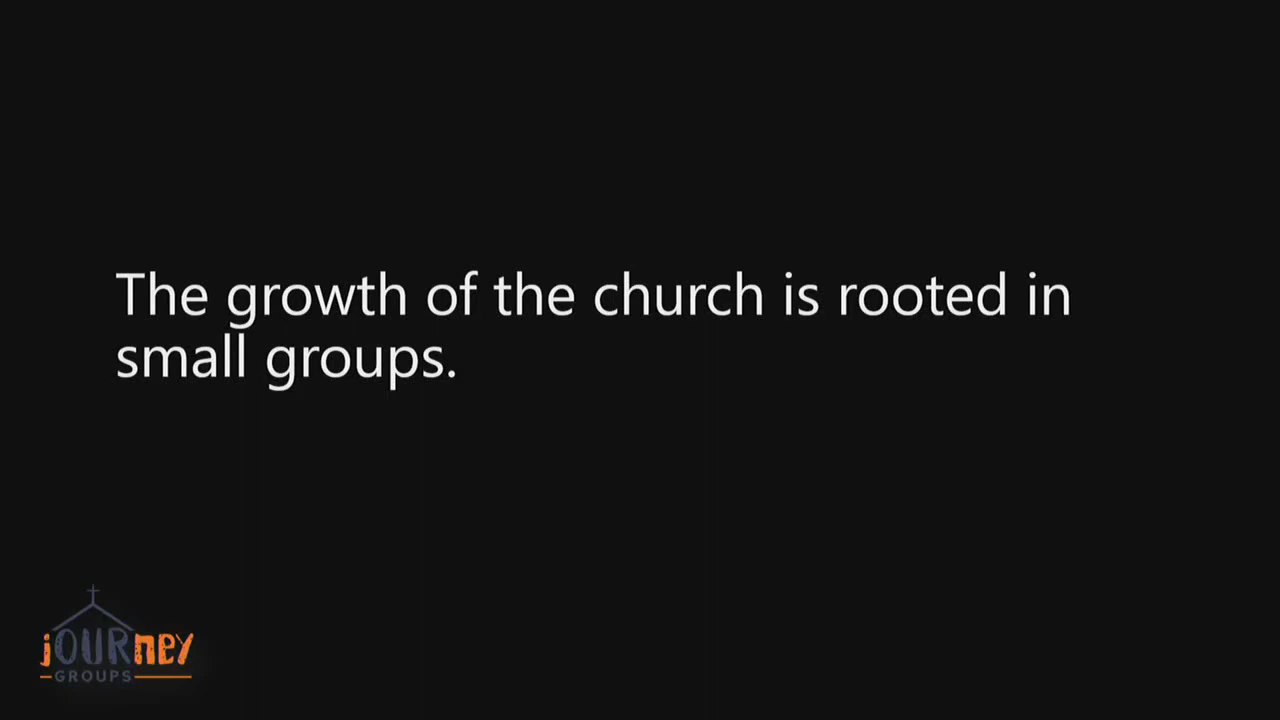 The growth of the church is rooted in
small groups.
jOURney
GROUPS